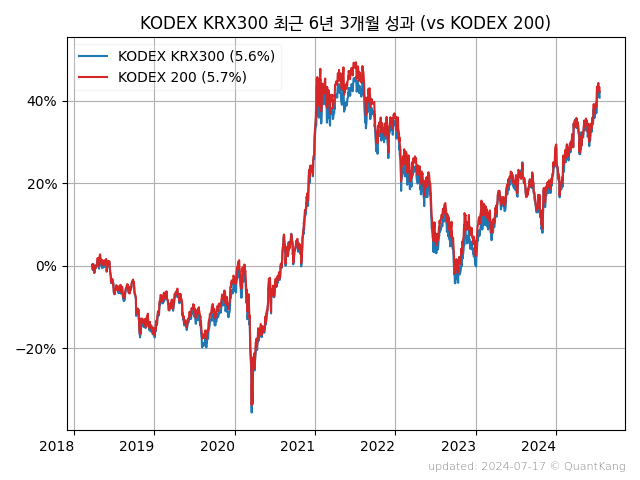 KODEX KRX300 최근 6년 3개월 성과 (vs KODEX 200)
KODEX KRX300 (5.6%)
KODEX 200 (5.7%)
40%
20%
0%
−20%
2018 2019 2020 2021 2022 2023 2024
updated: 2024-07-17 © QuantKang